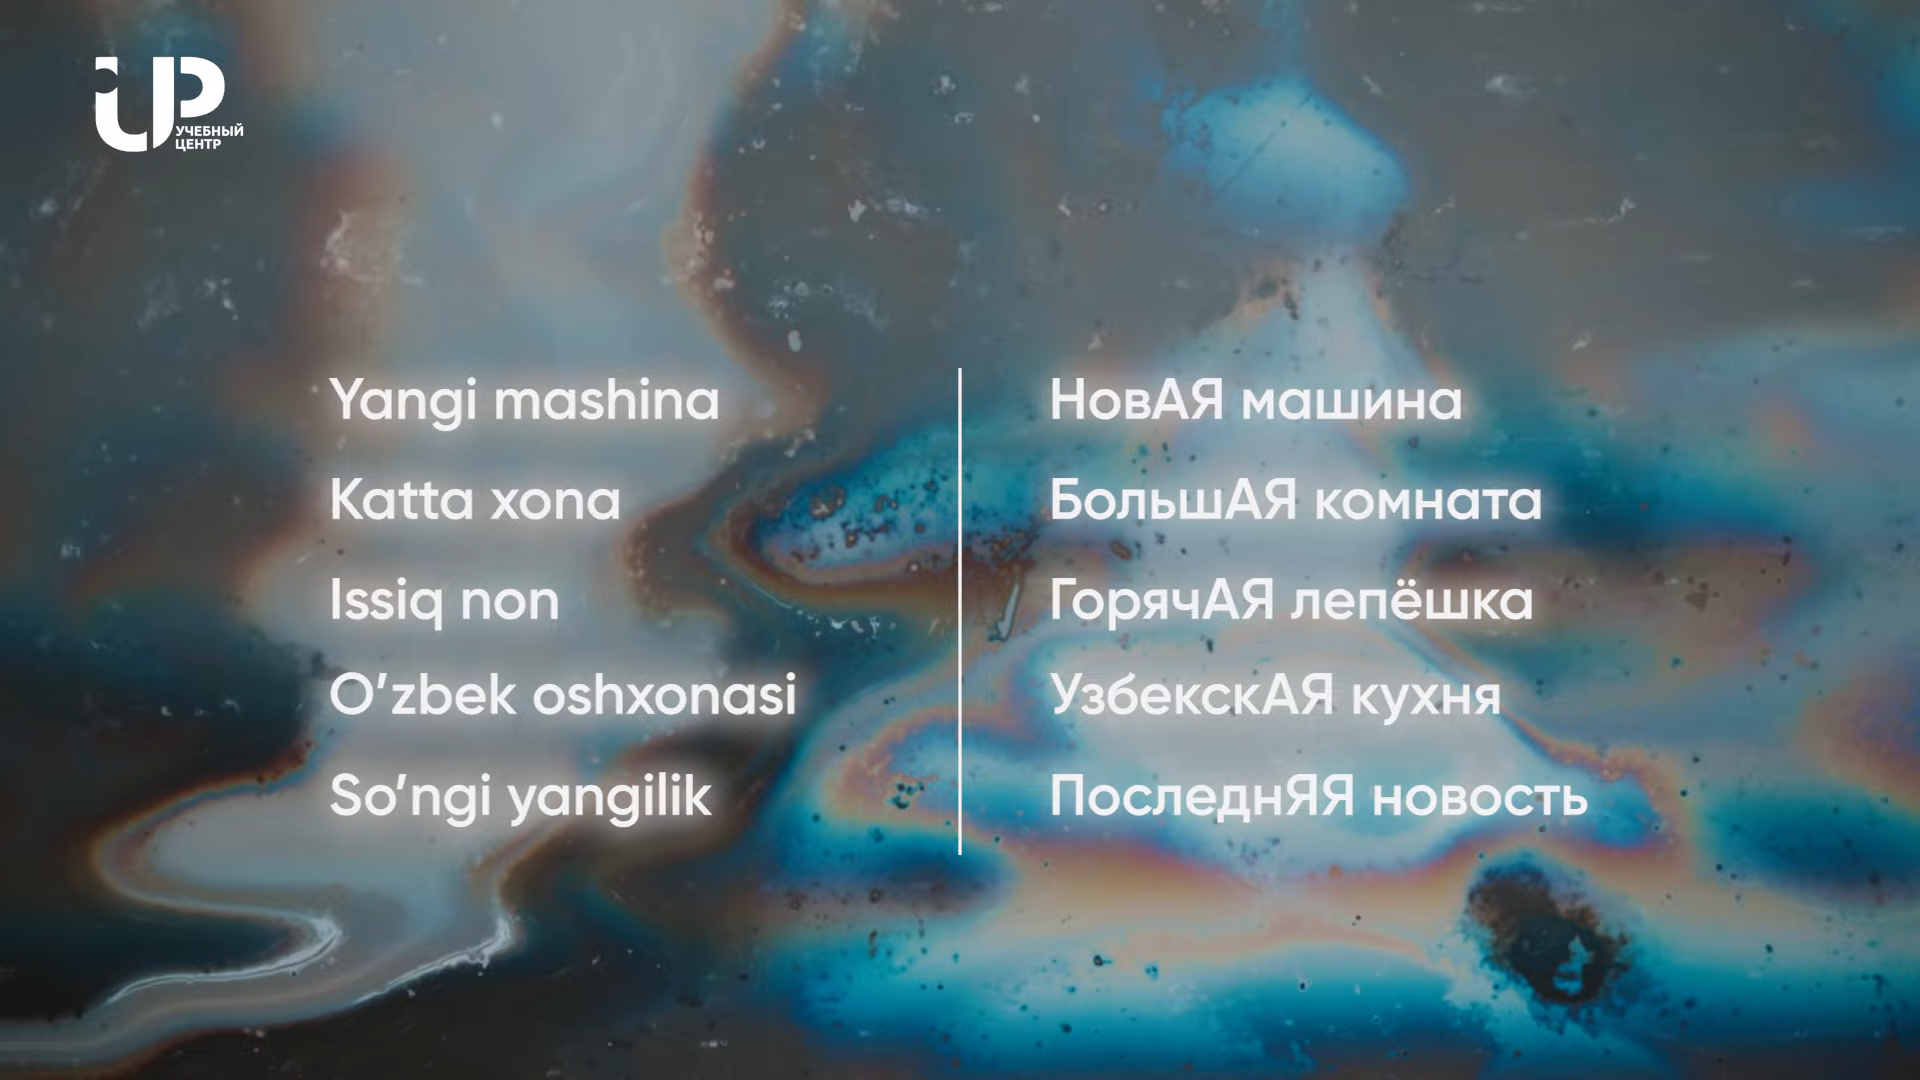 UP
УЧЕБНЫЙ
ЦЕНТР
Yangi mashina
Katta xona
Issiq non
O’zbek oshxonasi
So’ngi yangilik
НовАЯ машина
БольшАЯ комната
ГорячАЯ лепёшка
УзбекскАЯ кухня
ПоследнЯЯ новость